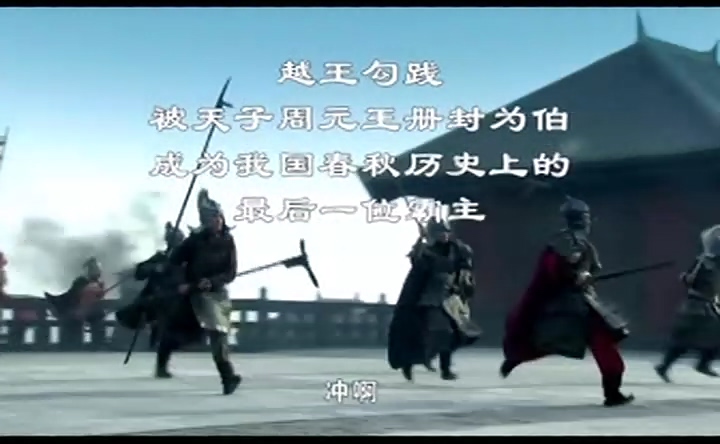 越王勾践
被天子周元王册封为伯
成为我国春秋历史上的
最后一位霸主
冲啊